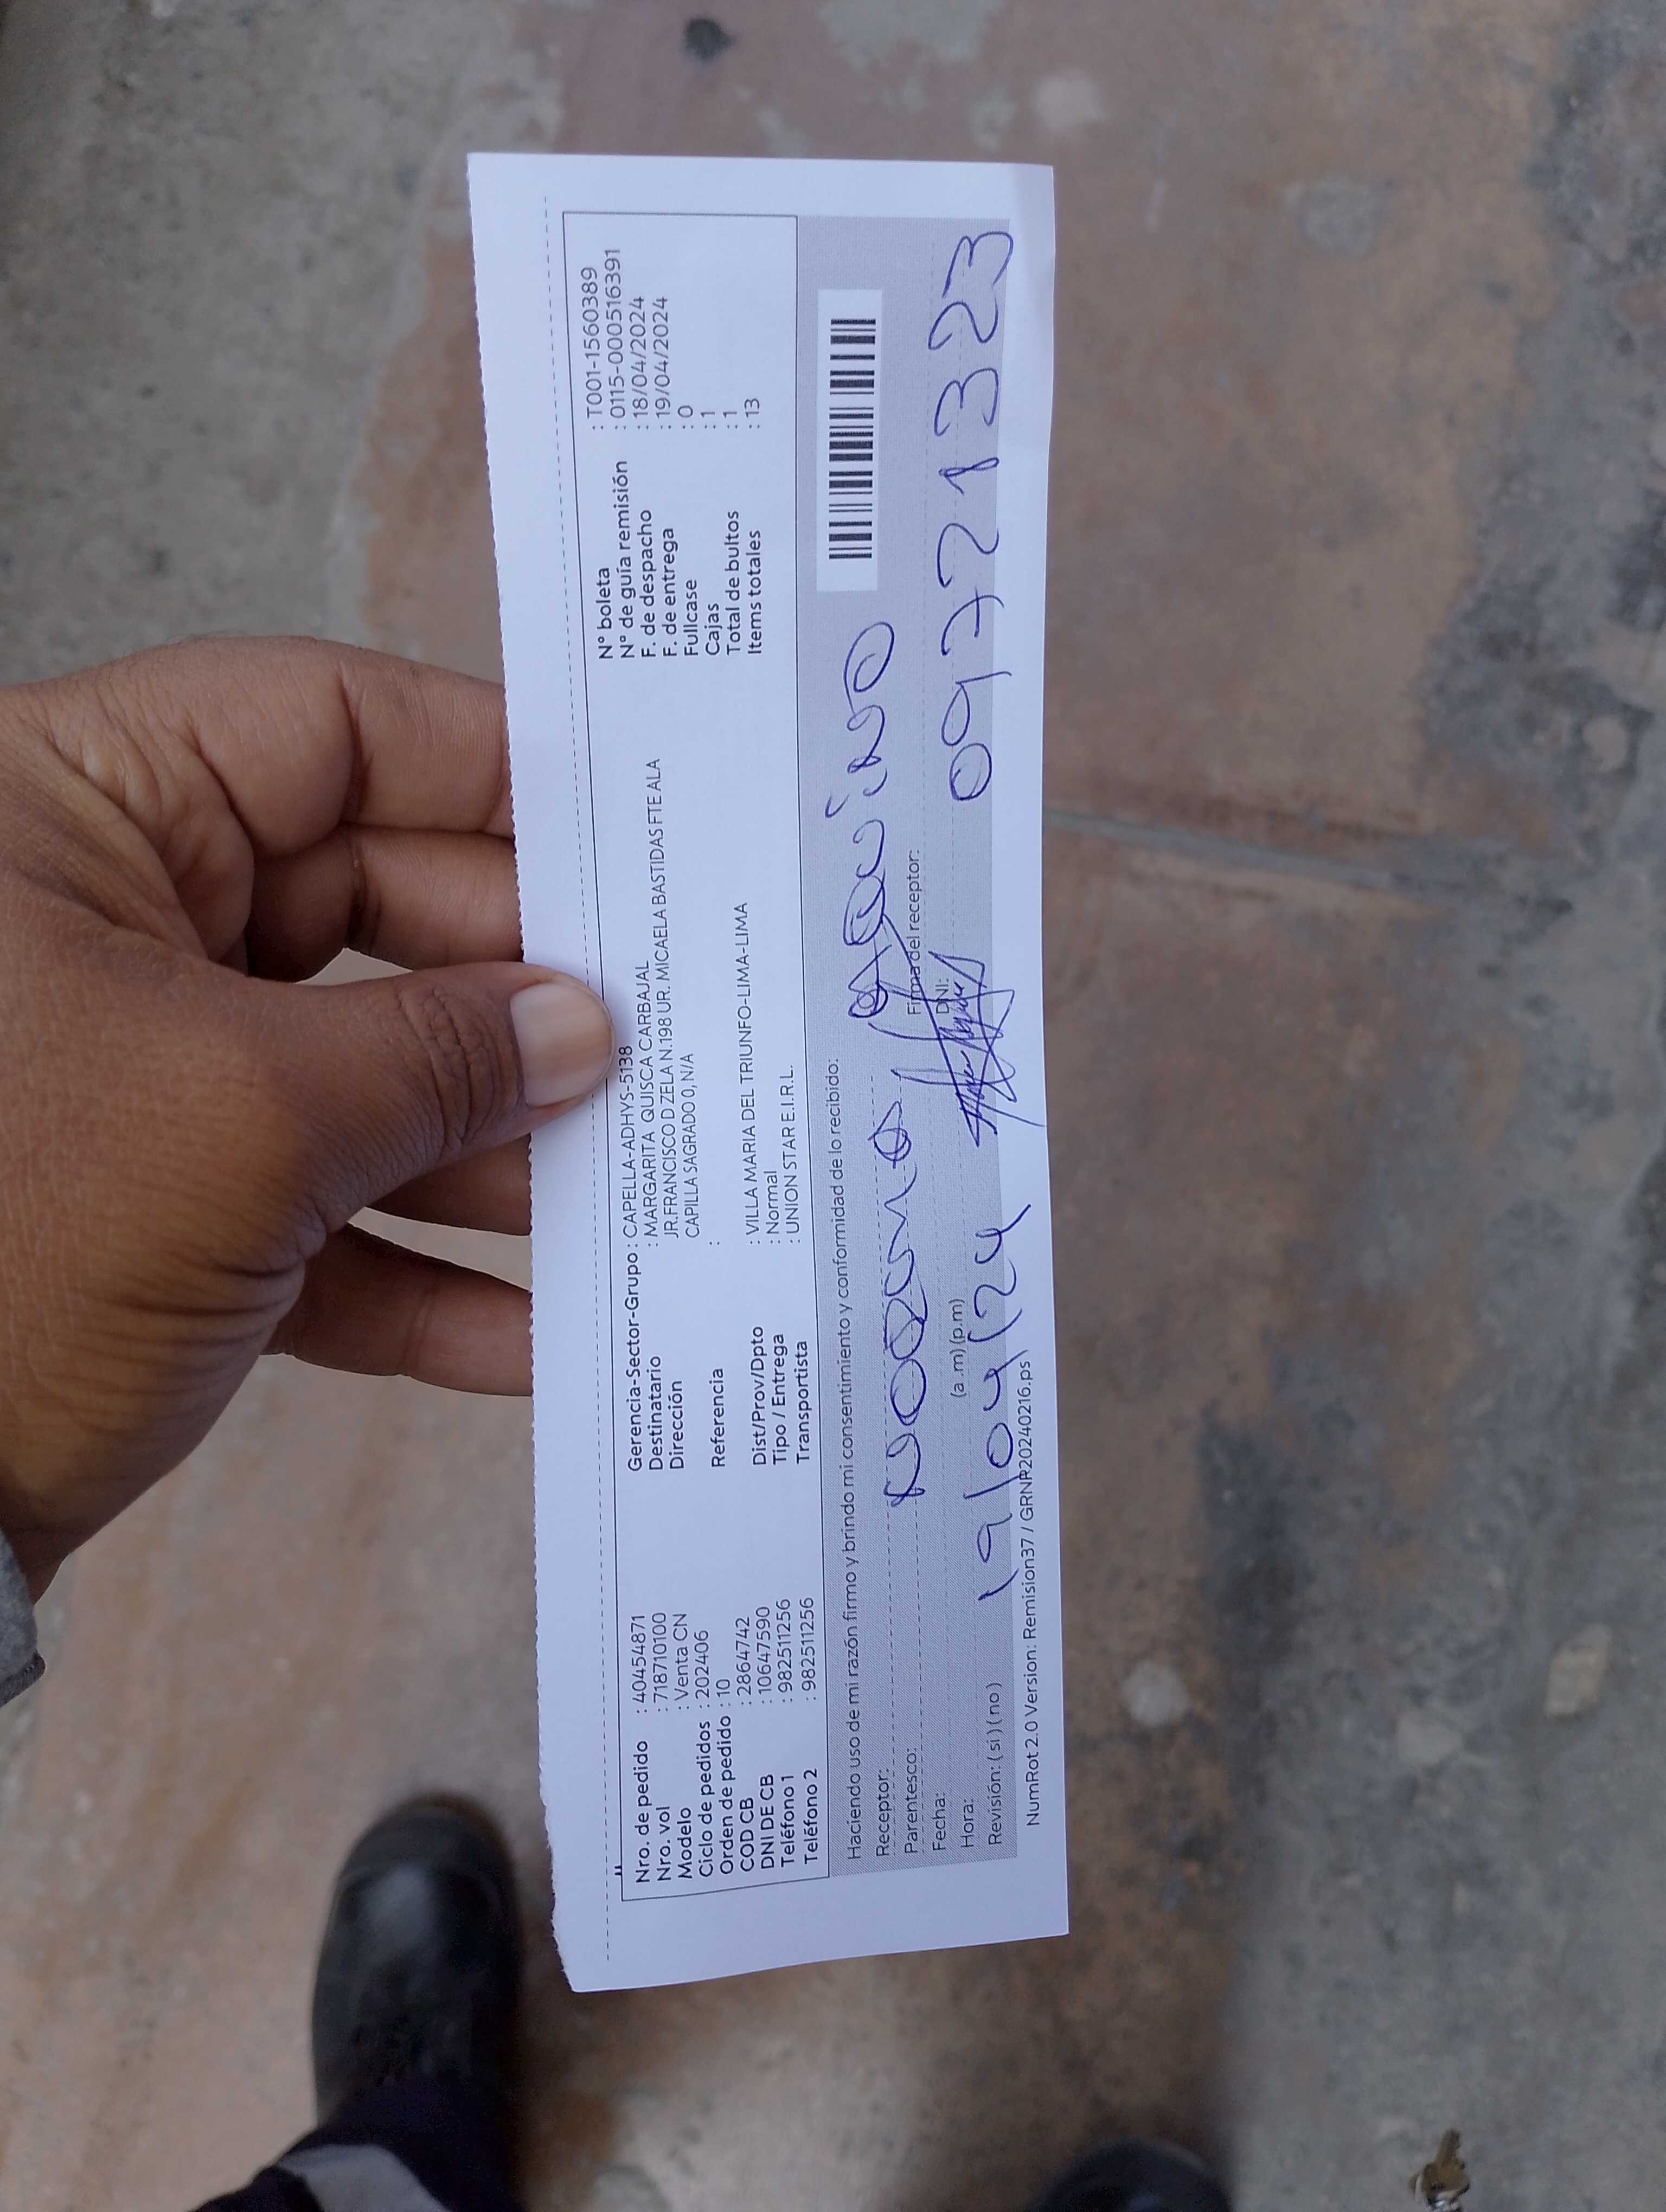 Nro. de pedido : 40454871
Nro. vol : 718710100
Modelo : Venta CN
Ciclo de pedidos : 202406
Orden de pedido : 10
COD CB : 2864742
DNI DE CB : 10647590
Teléfono 1 : 982511256
Teléfono 2 : 982511256
Gerencia-Sector-Grupo : CAPELLA-ADHYS-5138
Destinatario : MARGARITA QUISCA CARBAJAL
Dirección JR.FRANCISCO D ZELA N.198 UR. MICAELA BASTIDAS FTE ALA
CAPILLA SAGRADO 0, N/A
Referencia :
Dist/Prov/Dpto : VILLA MARIA DEL TRIUNFO-LIMA-LIMA
Tipo / Entrega : Normal
Transportista : UNION STAR E.I.R.L.
N° boleta : T001-1560389
N° de guía remisión : 0115-000516391
F. de despacho : 18/04/2024
F. de entrega : 19/04/2024
Fullcase : 0
Cajas : 1
Total de bultos : 1
Items totales : 13
Haciendo uso de mi razón firmo y brindo mi consentimiento y conformidad de lo recibido:
Receptor:
Parentesco:
Fecha:
Hora: (a.m) (p.m)
Revisión: ( si ) ( no )
19/04/24
Firma del receptor:
DNI:
09721323
NumRot 2.0 Version: Remision37 / GRNR20240216.ps